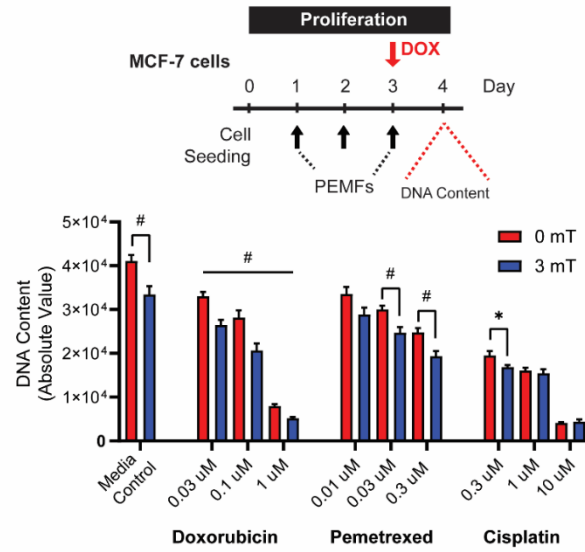 Proliferation
DOX
MCF-7 cells
0 1 2 3 4 Day
Cell
Seeding
PEMFs
DNA Content
DNA Content
(Absolute Value)
5×10⁴
4×10⁴
3×10⁴
2×10⁴
1×10⁴
0
0 mT
3 mT
#
#
#
#
*
Media
Control
0.03 uM
0.1 uM
1 uM
0.01 uM
0.03 uM
0.3 uM
0.3 uM
1 uM
10 uM
Doxorubicin Pemetrexed Cisplatin